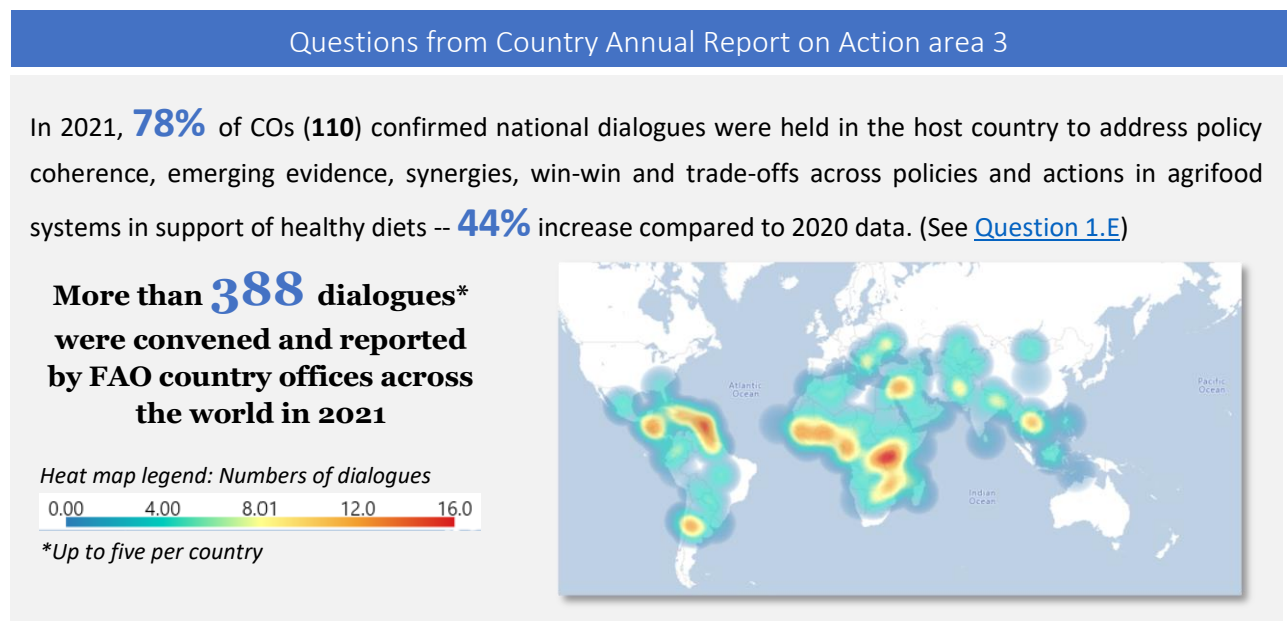 Questions from Country Annual Report on Action area 3
In 2021, 78% of COs (110) confirmed national dialogues were held in the host country to address policy
coherence, emerging evidence, synergies, win-win and trade-offs across policies and actions in agrifood
systems in support of healthy diets -- 44% increase compared to 2020 data. (See Question 1.E)
More than 388 dialogues*
were convened and reported
by FAO country offices across
the world in 2021
Heat map legend: Numbers of dialogues
0.00 4.00 8.01 12.0 16.0
*Up to five per country
Atlantic
Ocean
Pacific
Ocean
Indian
Ocean